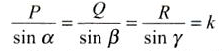 P/sin α = Q/sin β = R/sin γ = k